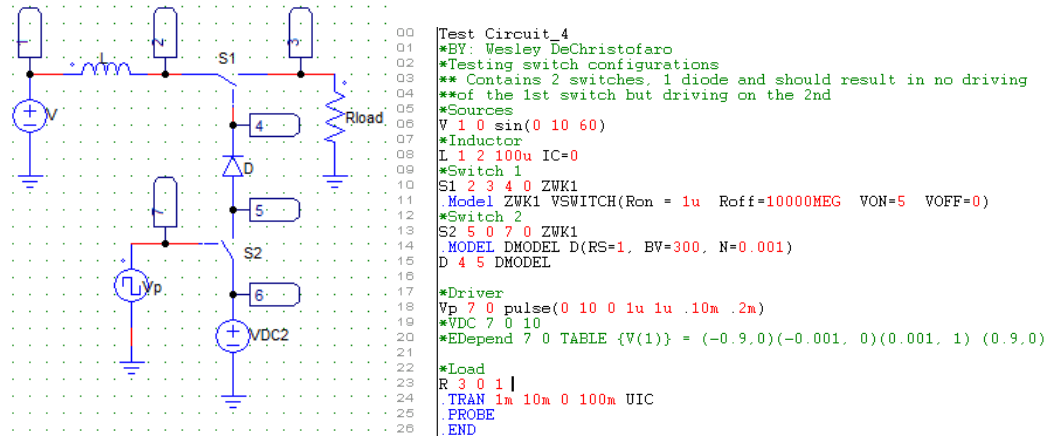 1
2
3
L
S1
V
Rload
4
D
7
5
S2
Vp
6
VDC2
00 Test Circuit_4
01 *BY: Wesley DeChristofaro
02 *Testing switch configurations
03 ** Contains 2 switches, 1 diode and should result in no driving
04 **of the 1st switch but driving on the 2nd
05 *Sources
06 V 1 0 sin(0 10 60)
07 *Inductor
08 L 1 2 100u IC=0
09 *Switch 1
10 S1 2 3 4 0 ZWK1
11 .Model ZWK1 VSWITCH(Ron = 1u Roff=10000MEG VON=5 VOFF=0)
12 *Switch 2
13 S2 5 0 7 0 ZWK1
14 .MODEL DMODEL D(RS=1, BV=300, N=0.001)
15 D 4 5 DMODEL
16
17 *Driver
18 Vp 7 0 pulse(0 10 0 1u 1u .10m .2m)
19 *VDC 7 0 10
20 *EDepend 7 0 TABLE {V(1)} = (-0.9,0)(-0.001, 0)(0.001, 1) (0.9,0)
21
22 *Load
23 R 3 0 1
24 .TRAN 1m 10m 0 100m UIC
25 .PROBE
26 .END